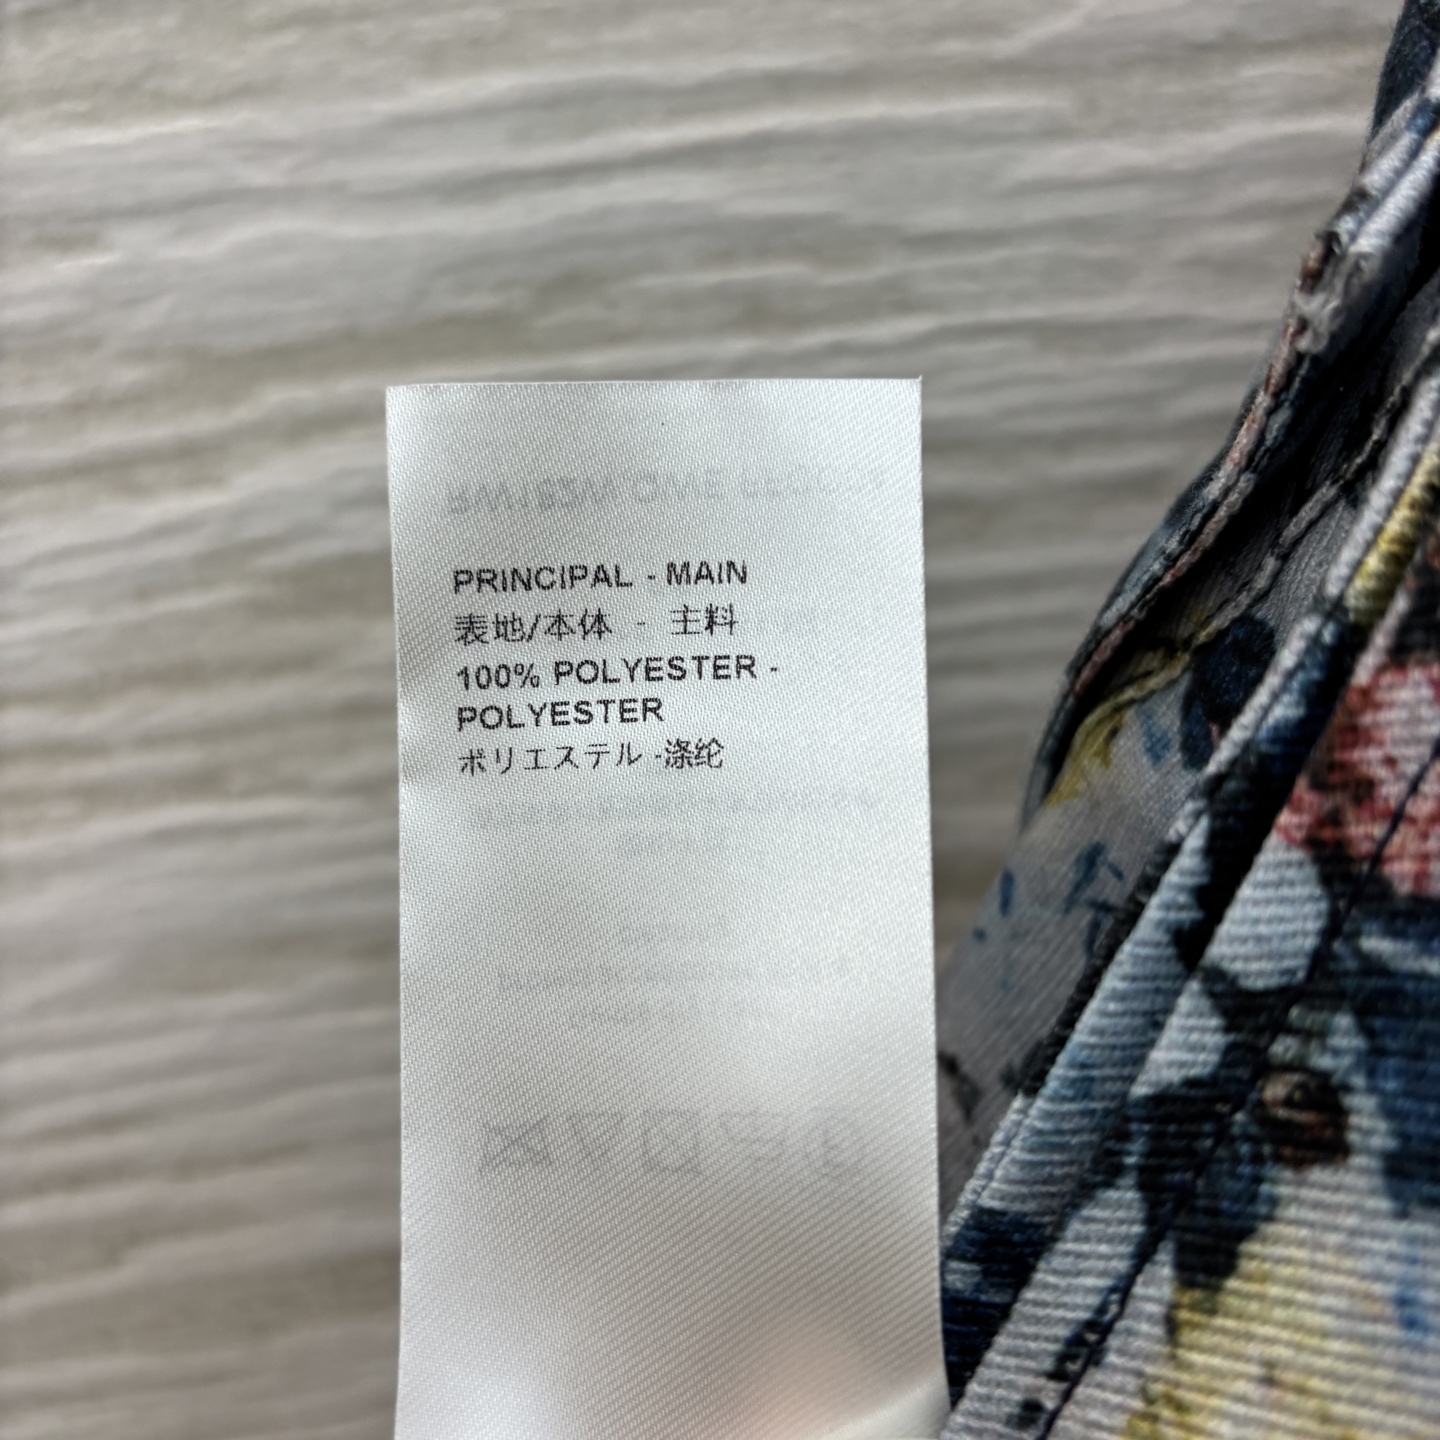 PRINCIPAL - MAIN
表地/本体 - 主料
100% POLYESTER -
POLYESTER
ポリエステル -涤纶